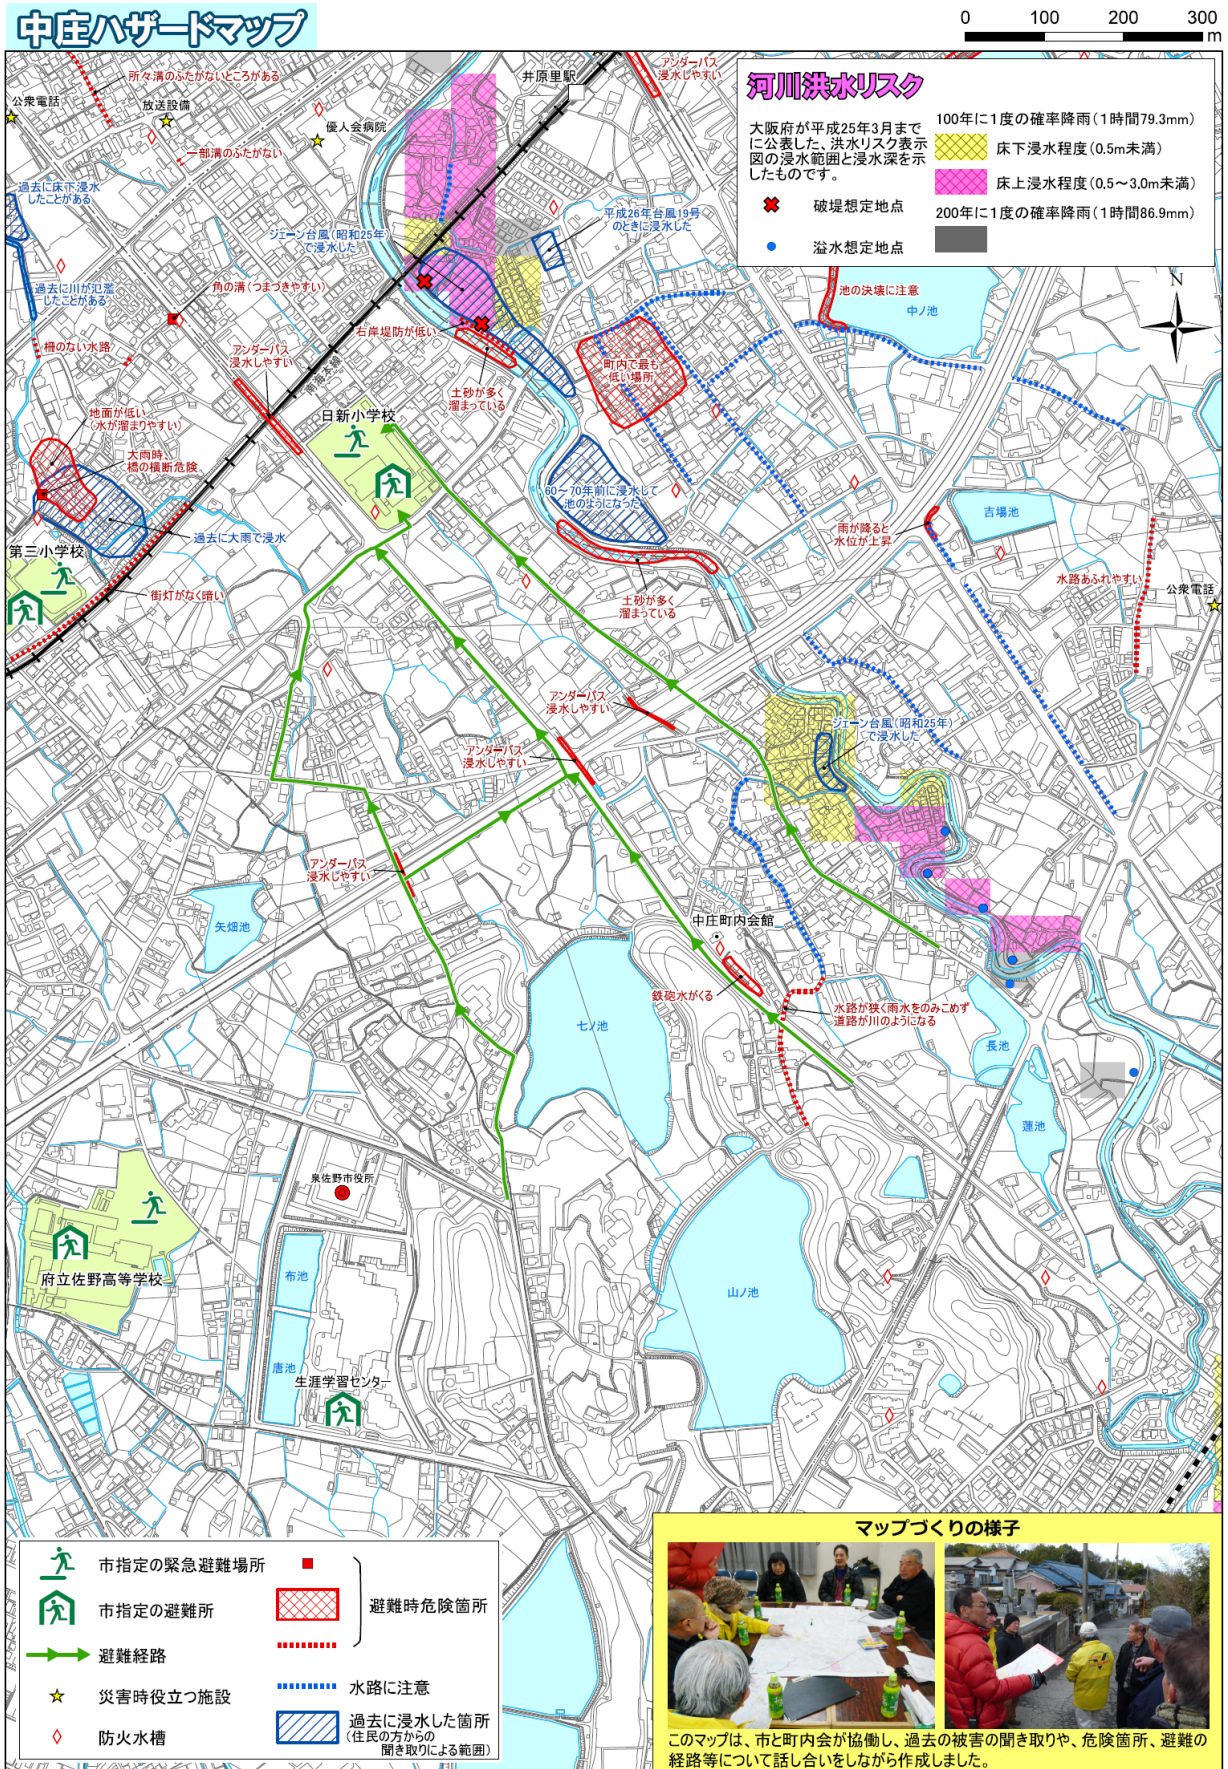 中庄ハザードマップ
0 100 200 300
m
河川洪水リスク
大阪府が平成25年3月まで
に公表した、洪水リスク表示
図の浸水範囲と浸水深を示
したものです。
破堤想定地点
溢水想定地点
100年に1度の確率降雨(1時間79.3mm)
床下浸水程度(0.5m未満)
床上浸水程度(0.5～3.0m未満)
200年に1度の確率降雨(1時間86.9mm)
N
所々溝のふたがないところがある
公衆電話
放送設備
優人会病院
一部溝のふたがない
井原里駅
アンダーパス
浸水しやすい
過去に床下浸水
したことがある
ジェーン台風(昭和25年)
で浸水した
平成26年台風19号
のときに浸水した
過去に川が氾濫
したことがある
角の溝(つまづきやすい)
池の決壊に注意
中ノ池
柵のない水路
アンダーパス
浸水しやすい
右岸堤防が低い
町内で最も
低い場所
土砂が多く
溜まっている
地面が低い
(水が溜まりやすい)
日新小学校
大雨時、
橋の横断危険
60～70年前に浸水して
池のようになった
吉場池
過去に大雨で浸水
雨が降ると
水位が上昇
第三小学校
街灯がなく暗い
土砂が多く
溜まっている
水路あふれやすい
公衆電話
アンダーパス
浸水しやすい
ジェーン台風(昭和25年)
で浸水した
アンダーパス
浸水しやすい
アンダーパス
浸水しやすい
矢畑池
中庄町内会館
鉄砲水がくる
水路が狭く雨水をのみこめず
道路が川のようになる
七ノ池
長池
蓮池
泉佐野市役所
府立佐野高等学校
布池
山ノ池
唐池
生涯学習センター
市指定の緊急避難場所
市指定の避難所
避難経路
災害時役立つ施設
防火水槽
避難時危険箇所
水路に注意
過去に浸水した箇所
(住民の方からの
聞き取りによる範囲)
マップづくりの様子
このマップは、市と町内会が協働し、過去の被害の聞き取りや、危険箇所、避難の
経路等について話し合いをしながら作成しました。